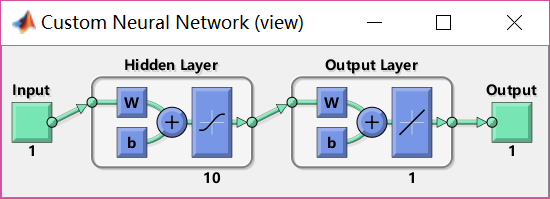 Custom Neural Network (view)
Hidden Layer Output Layer
Input Output
W W
b b
1 10 1 1